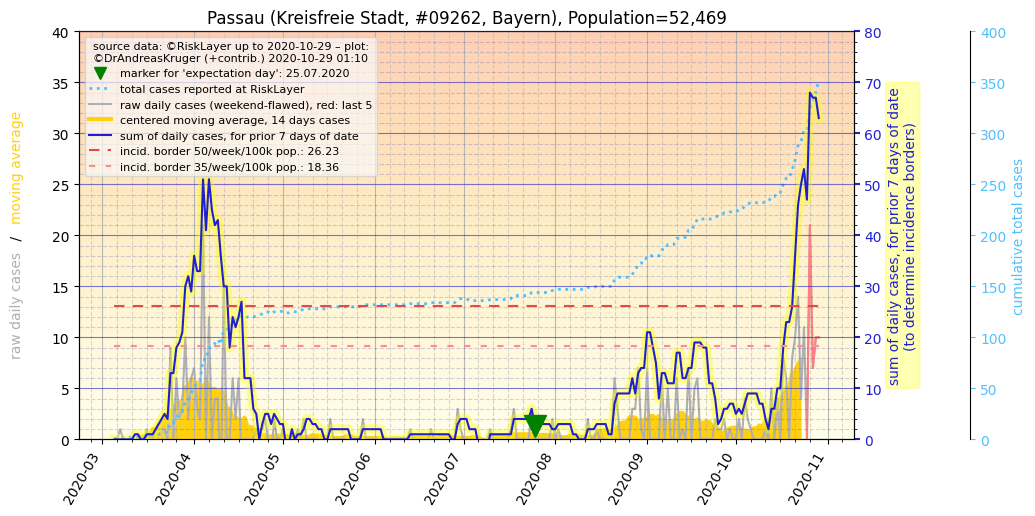 Passau (Kreisfreie Stadt, #09262, Bayern), Population=52,469
source data: ©RiskLayer up to 2020-10-29 – plot:
©DrAndreasKruger (+contrib.) 2020-10-29 01:10
marker for 'expectation day': 25.07.2020
total cases reported at RiskLayer
raw daily cases (weekend-flawed), red: last 5
centered moving average, 14 days cases
sum of daily cases, for prior 7 days of date
incid. border 50/week/100k pop.: 26.23
incid. border 35/week/100k pop.: 18.36
raw daily cases / moving average
40
35
30
25
20
15
10
5
0
80
70
60
50
40
30
20
10
0
sum of daily cases, for prior 7 days of date
(to determine incidence borders)
400
350
300
250
200
150
100
50
0
cumulative total cases
2020-03
2020-04
2020-05
2020-06
2020-07
2020-08
2020-09
2020-10
2020-11